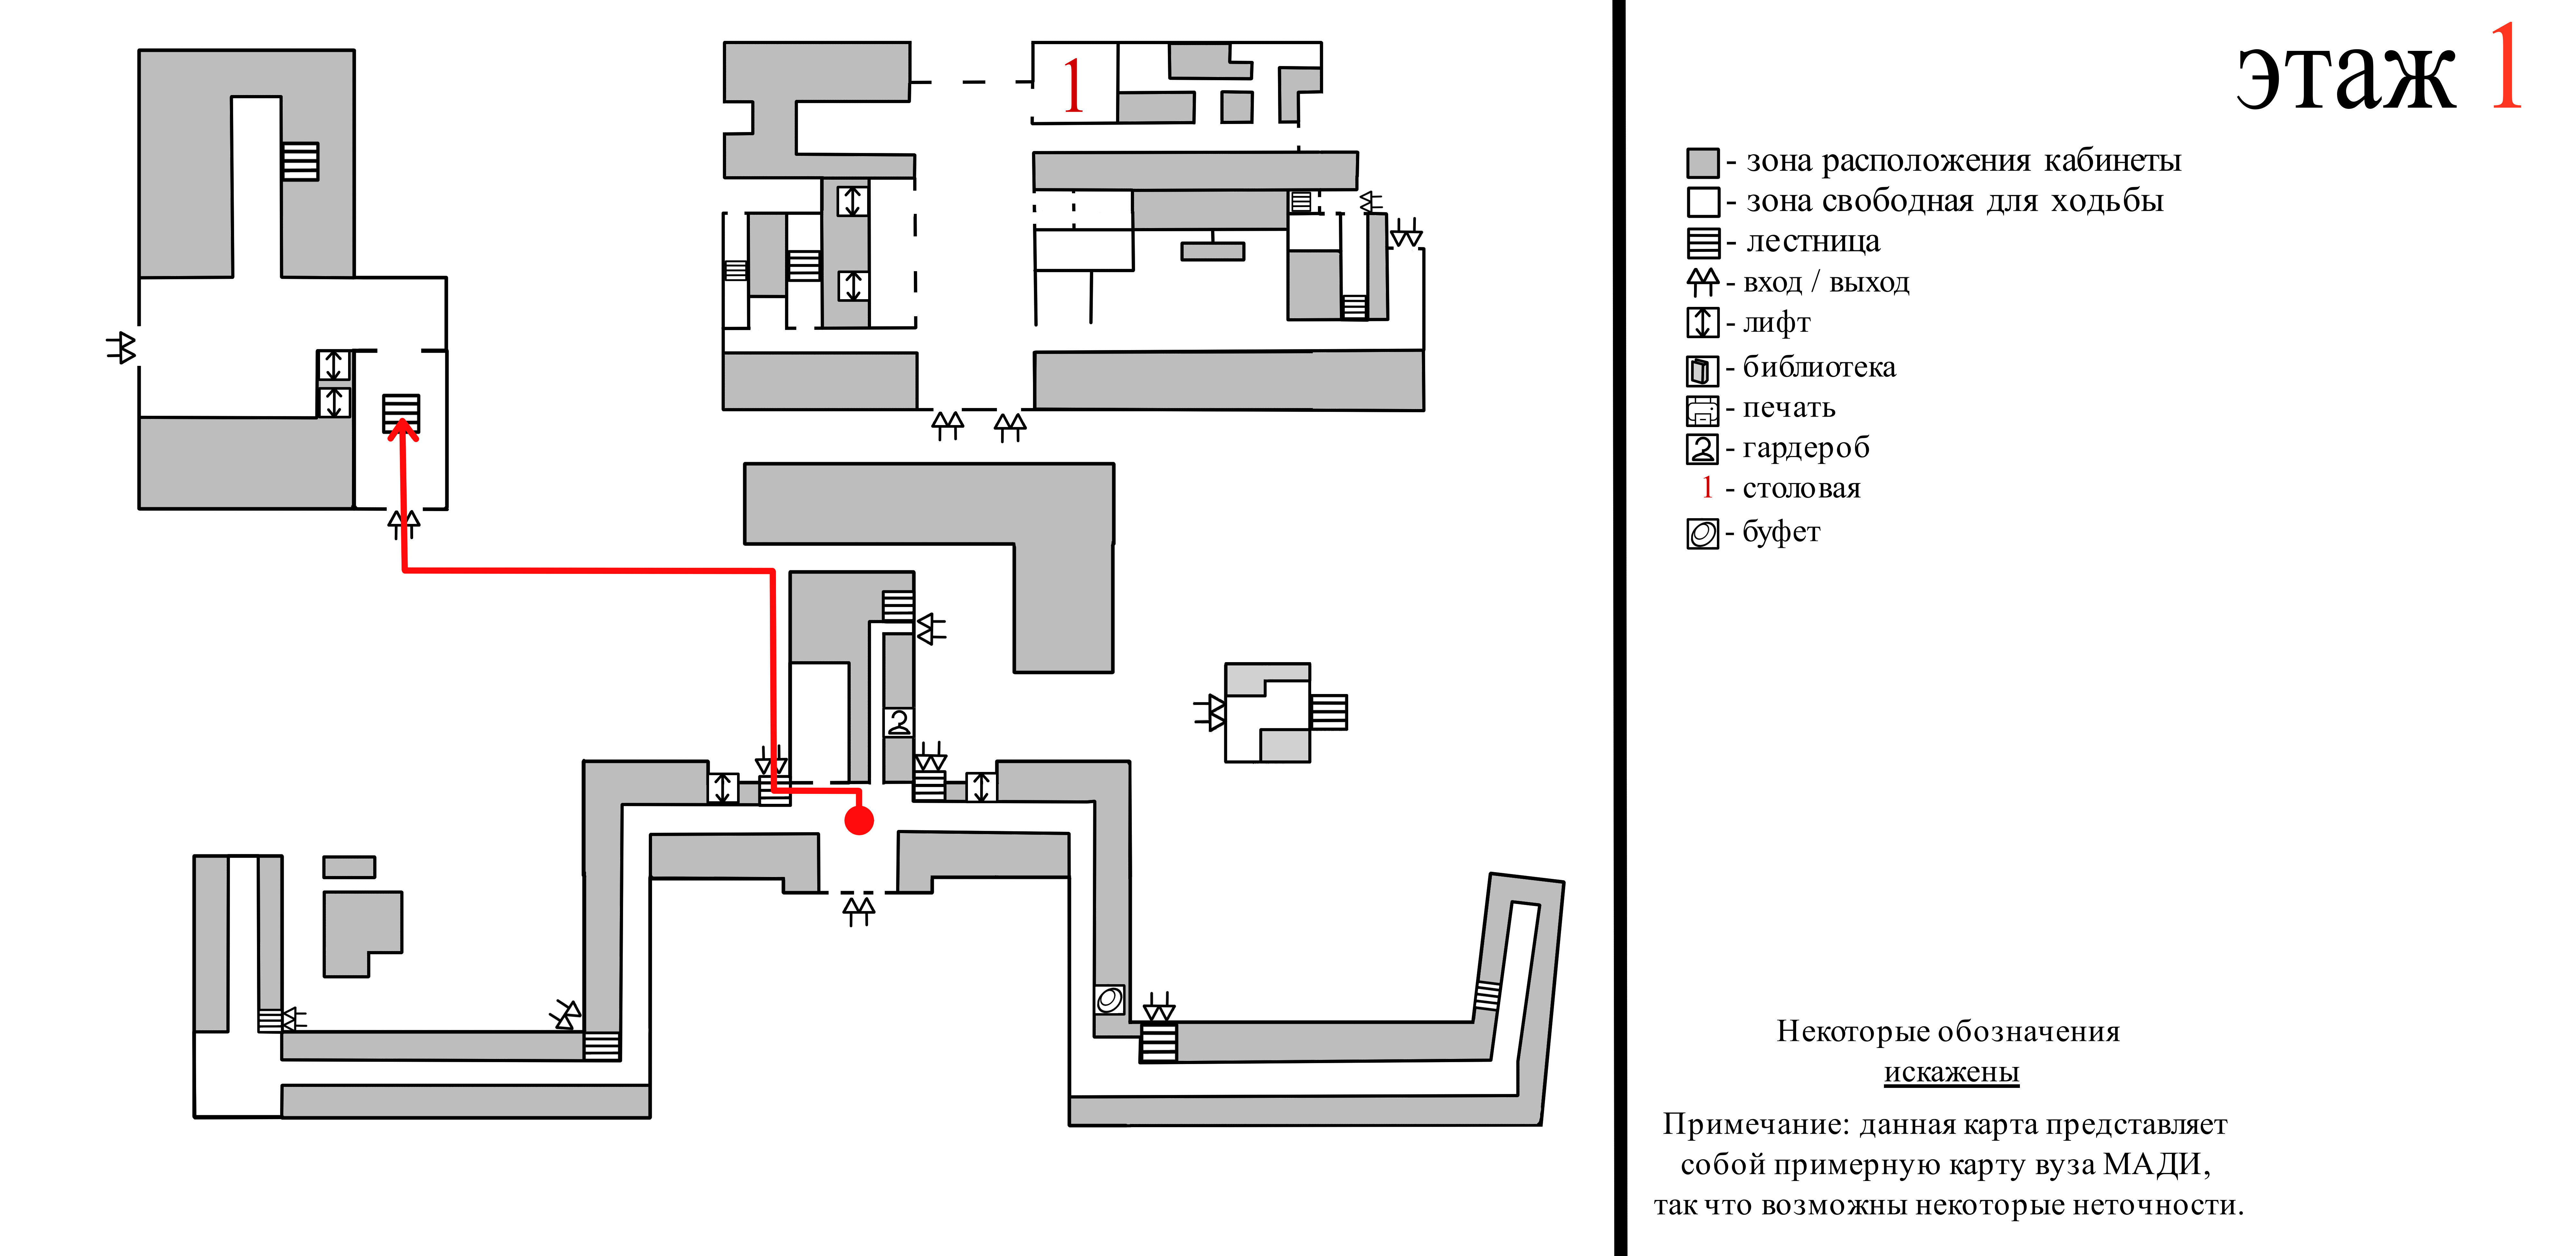 этаж 1
1
- зона расположения кабинеты
- зона свободная для ходьбы
- лестница
- вход / выход
- лифт
- библиотека
- печать
- гардероб
1 - столовая
- буфет
Некоторые обозначения
искажены
Примечание: данная карта представляет
собой примерную карту вуза МАДИ,
так что возможны некоторые неточности.